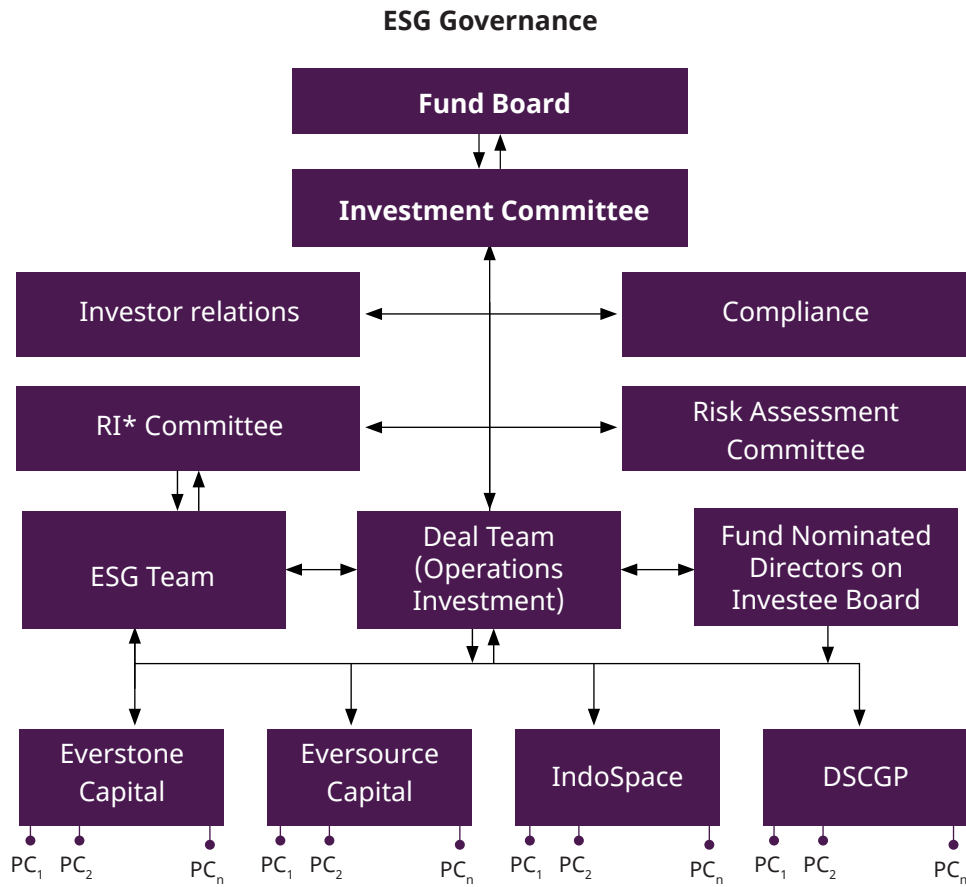 ESG Governance
Fund Board
Investment Committee
Investor relations
Compliance
RI* Committee
Risk Assessment
Committee
ESG Team
Deal Team
(Operations
Investment)
Fund Nominated
Directors on
Investee Board
Everstone
Capital
Eversource
Capital
IndoSpace
DSCGP
PC₁ PC₂ PCₙ
PC₁ PC₂ PCₙ
PC₁ PC₂ PCₙ
PC₁ PC₂ PCₙ